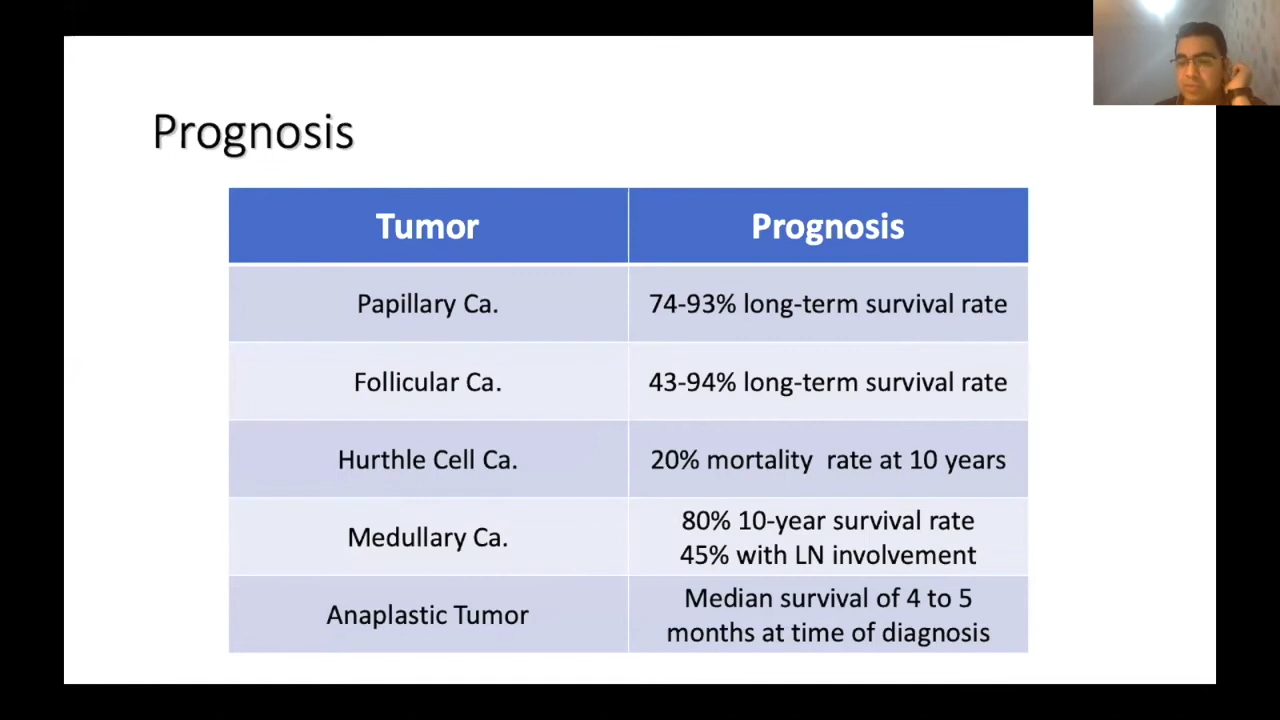 Prognosis
Tumor
Prognosis
Papillary Ca.
74-93% long-term survival rate
Follicular Ca.
43-94% long-term survival rate
Hurthle Cell Ca.
20% mortality rate at 10 years
Medullary Ca.
80% 10-year survival rate
45% with LN involvement
Anaplastic Tumor
Median survival of 4 to 5
months at time of diagnosis